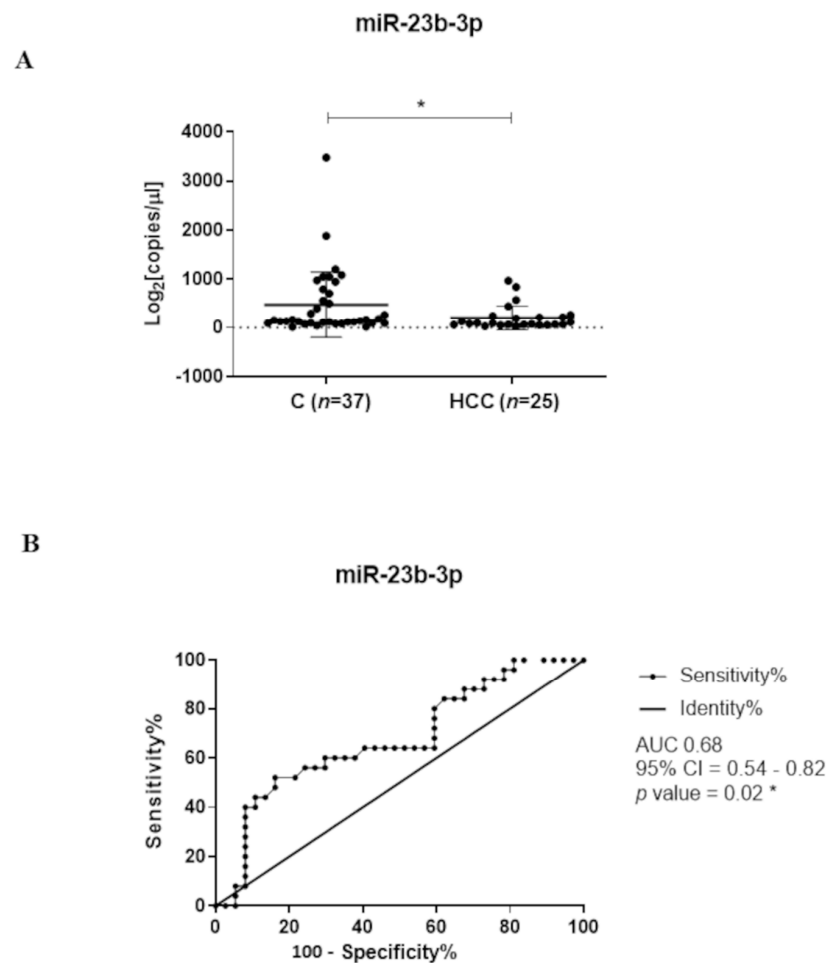 miR-23b-3p
A
*
4000
3000
2000
1000
0
-1000
Log₂[copies/µl]
C (n=37)
HCC (n=25)
B
miR-23b-3p
100
80
60
40
20
0
Sensitivity%
0 20 40 60 80 100
100 - Specificity%
Sensitivity%
Identity%
AUC 0.68
95% CI = 0.54 - 0.82
p value = 0.02 *